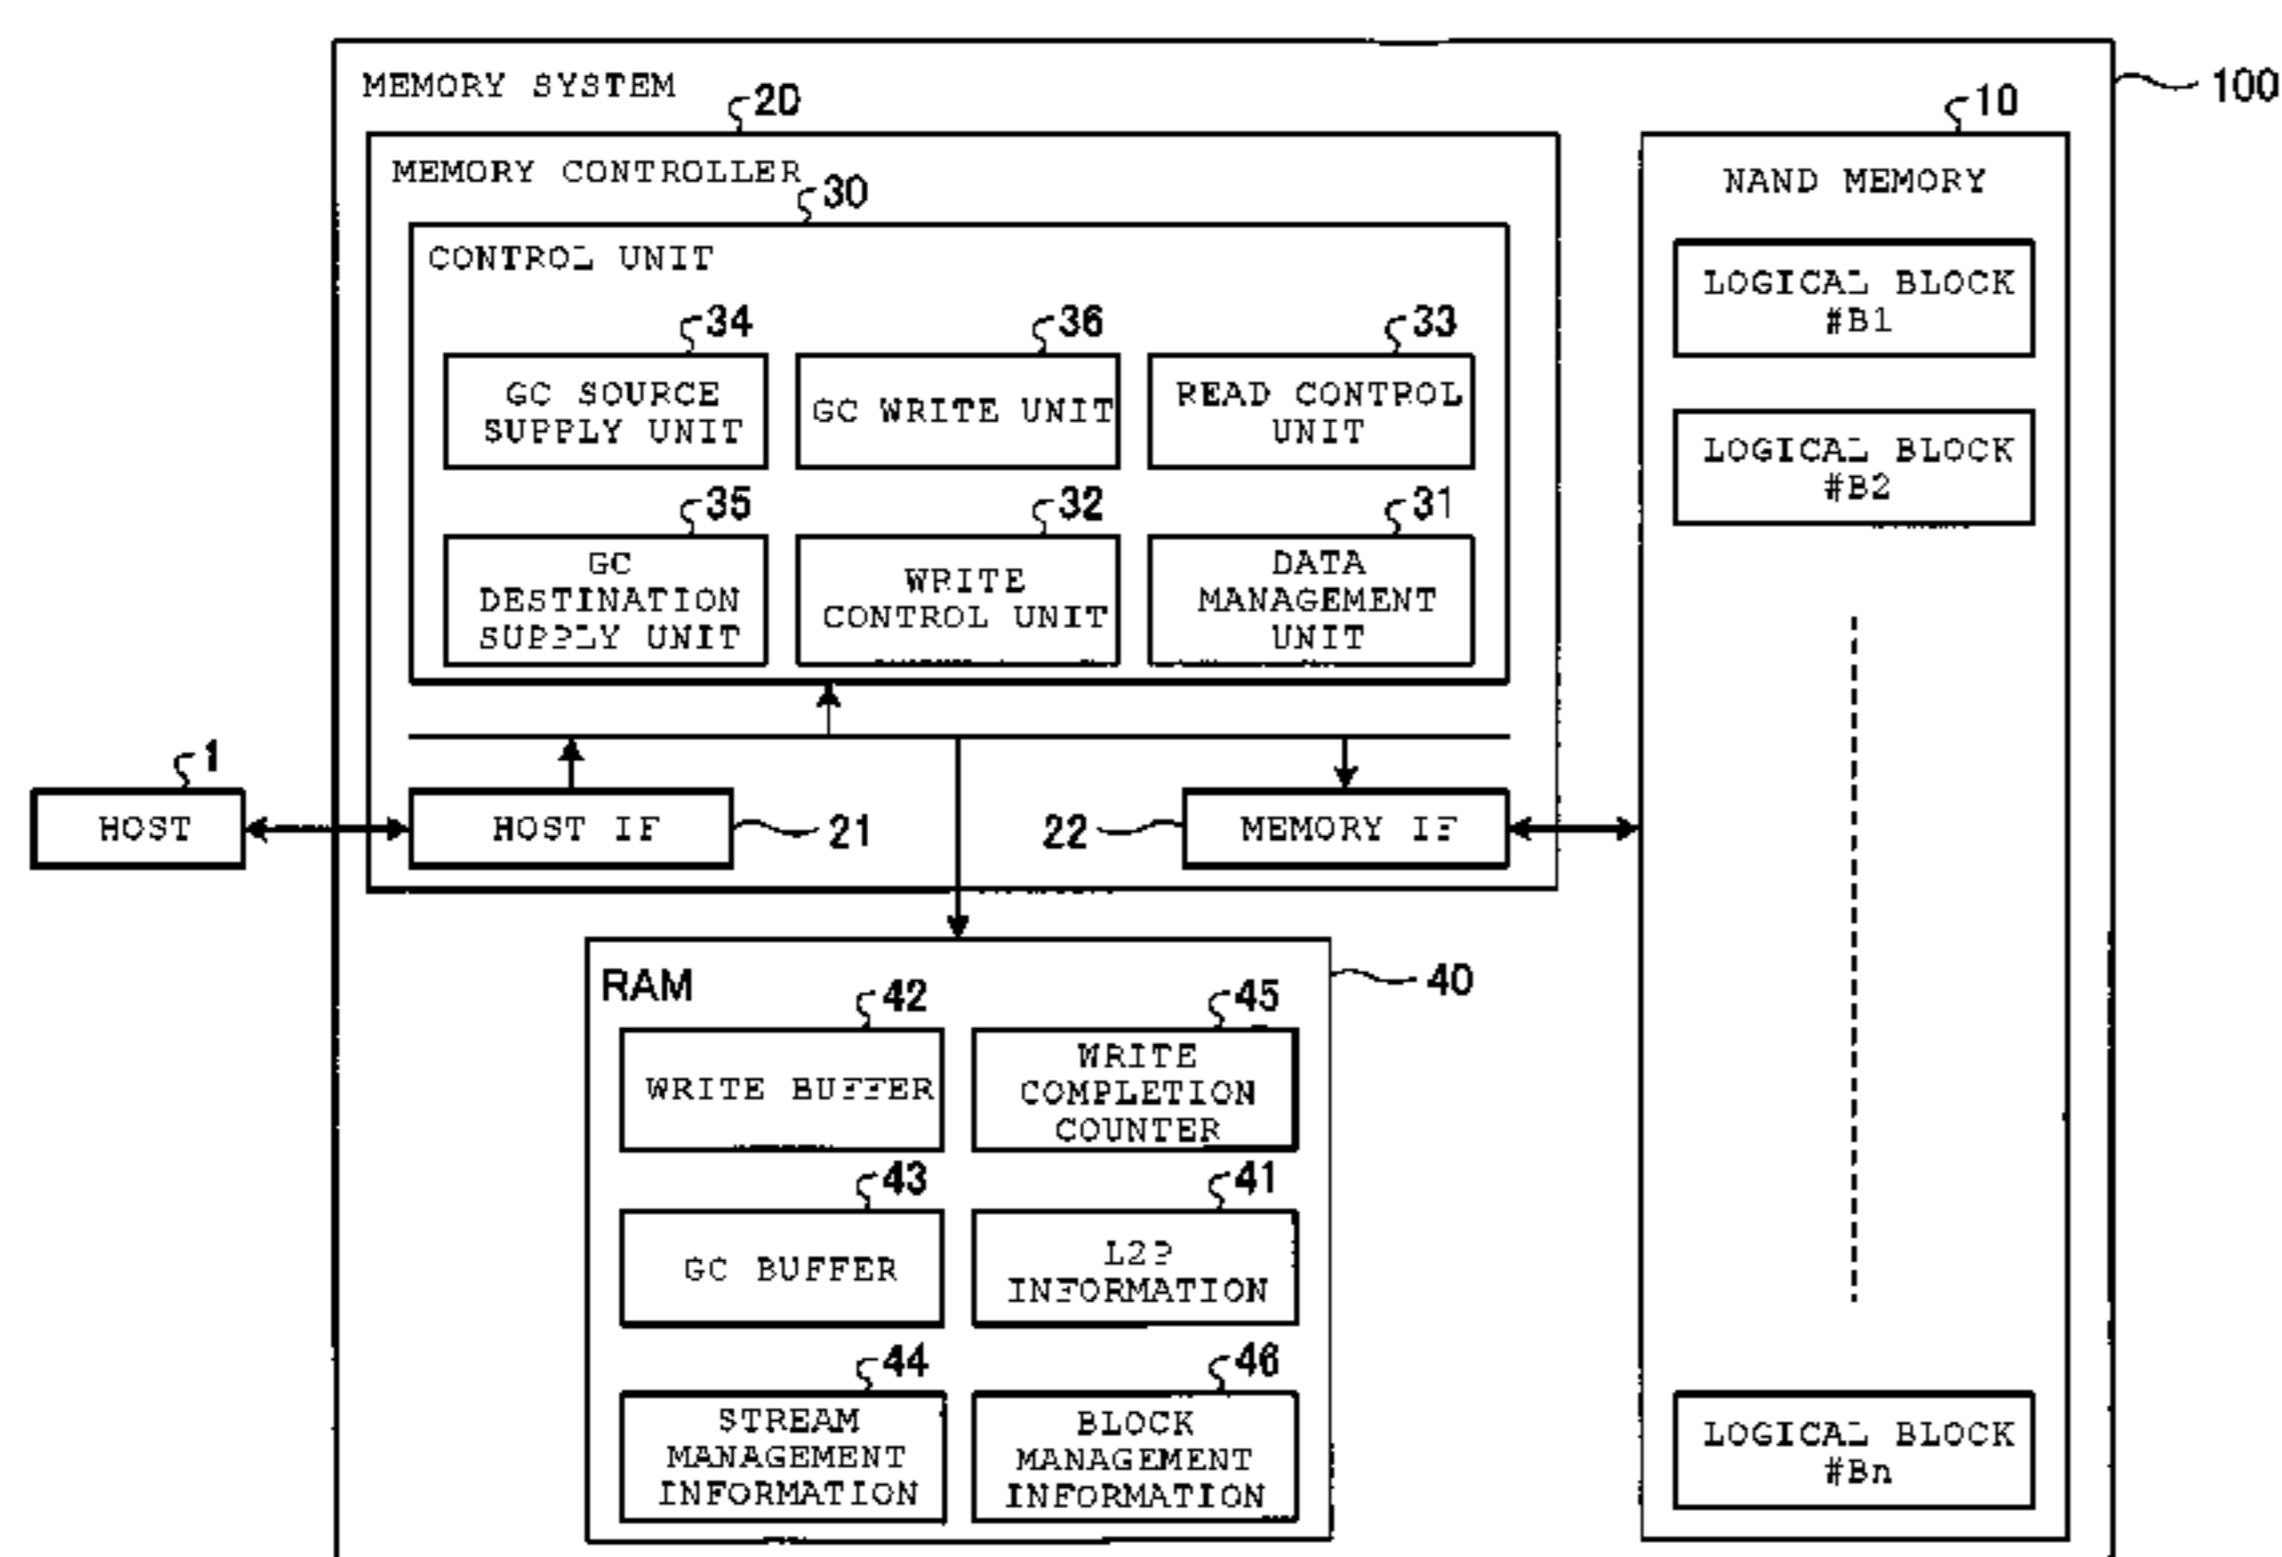 MEMORY SYSTEM
100
20
10
MEMORY CONTROLLER
NAND MEMORY
30
CONTROL UNIT
LOGICAL BLOCK
#B1
34
36
33
GC SOURCE
SUPPLY UNIT
GC WRITE UNIT
READ CONTROL
UNIT
LOGICAL BLOCK
#B2
35
32
31
GC
DESTINATION
SUPPLY UNIT
WRITE
CONTROL UNIT
DATA
MANAGEMENT
UNIT
1
HOST
HOST IF
21
22
MEMORY IF
RAM
40
42
45
WRITE BUFFER
WRITE
COMPLETION
COUNTER
43
41
GC BUFFER
L2P
INFORMATION
44
46
STREAM
MANAGEMENT
INFORMATION
BLOCK
MANAGEMENT
INFORMATION
LOGICAL BLOCK
#Bn